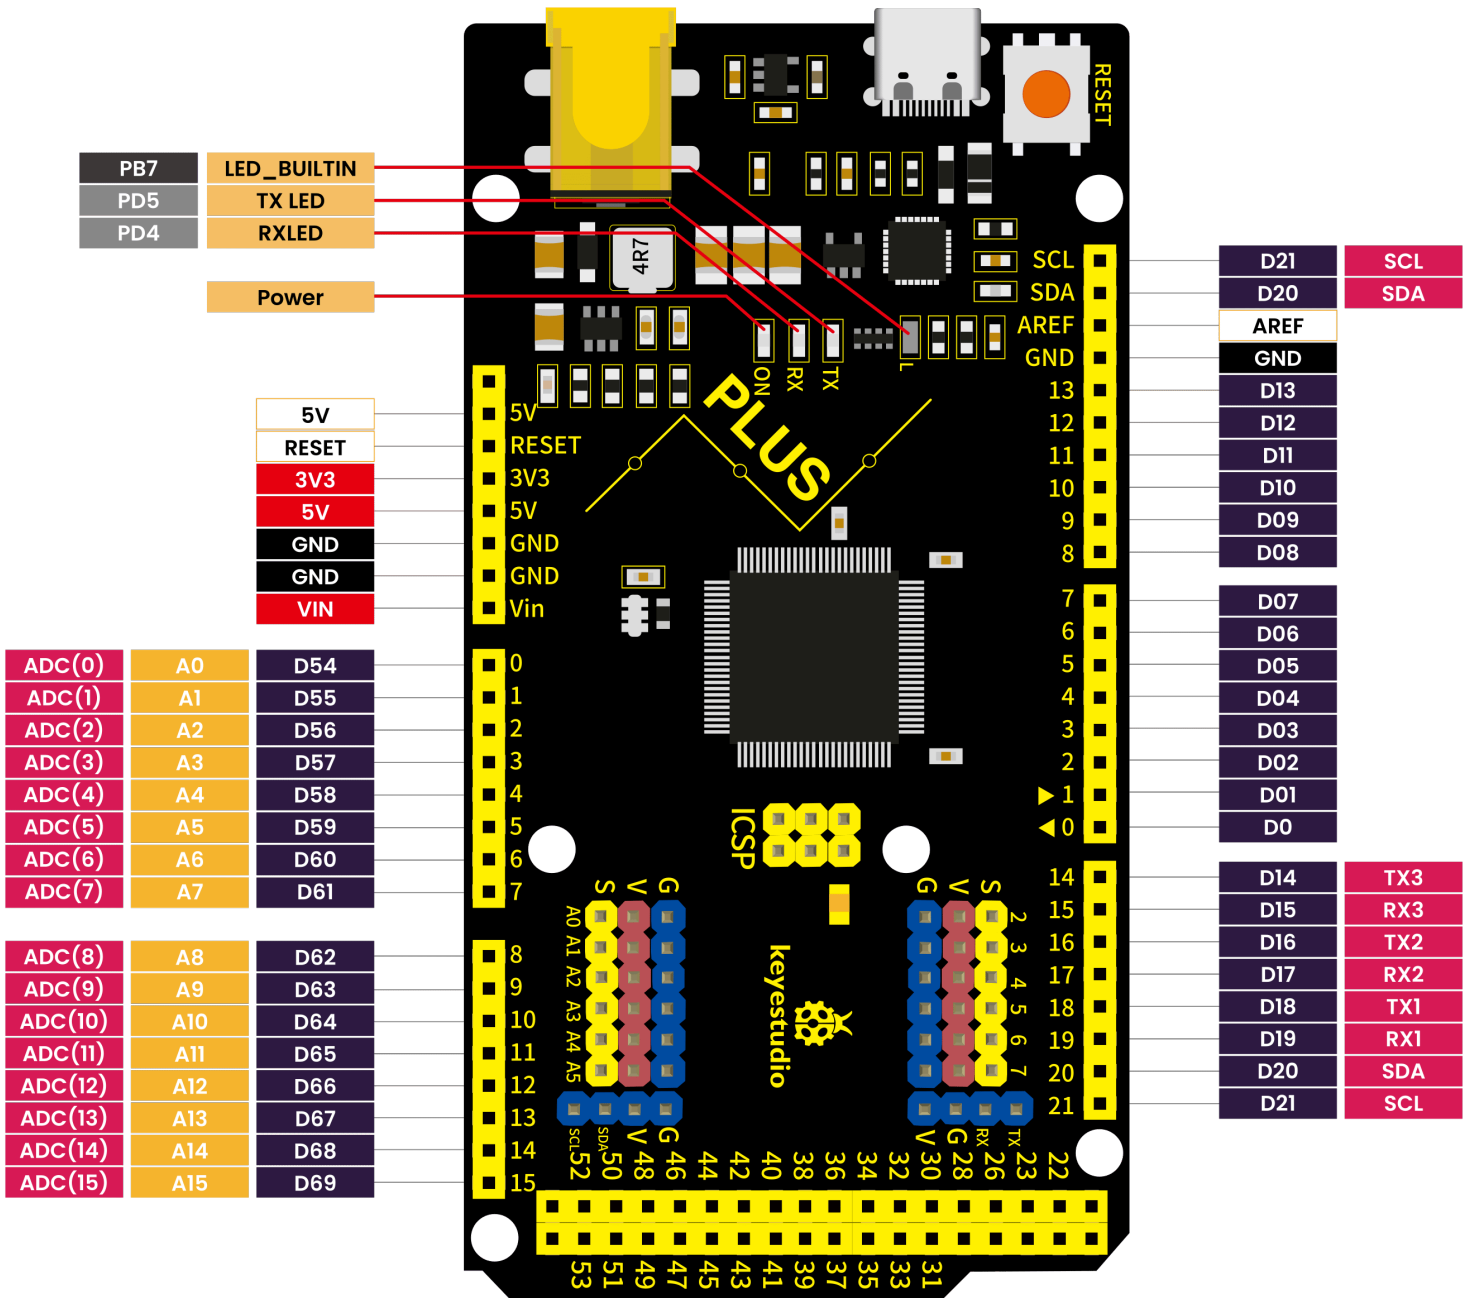 RESET
PB7 LED_BUILTIN
PD5 TX LED
PD4 RXLED
Power
4R7
ON RX TX L
PLUS
SCL D21 SCL
SDA D20 SDA
AREF AREF
GND GND
13 D13
12 D12
11 D11
10 D10
9 D09
8 D08
5V 5V
RESET RESET
3V3 3V3
5V 5V
GND GND
GND GND
VIN Vin
7 D07
6 D06
5 D05
4 D04
3 D03
2 D02
1 D01
0 D0
ADC(0) A0 D54 0
ADC(1) A1 D55 1
ADC(2) A2 D56 2
ADC(3) A3 D57 3
ADC(4) A4 D58 4
ADC(5) A5 D59 5
ADC(6) A6 D60 6
ADC(7) A7 D61 7
ICSP
14 D14 TX3
15 D15 RX3
16 D16 TX2
17 D17 RX2
18 D18 TX1
19 D19 RX1
20 D20 SDA
21 D21 SCL
ADC(8) A8 D62 8
ADC(9) A9 D63 9
ADC(10) A10 D64 10
ADC(11) A11 D65 11
ADC(12) A12 D66 12
ADC(13) A13 D67 13
ADC(14) A14 D68 14
ADC(15) A15 D69 15
S V G
A0
A1
A2
A3
A4
A5
SCL SDA V G
keyestudio
G V S
2
3
4
5
6
7
V G RX TX
52 50 48 46 44 42 40 38 36 34 32 30 28 26 23 22
53 51 49 47 45 43 41 39 37 35 33 31